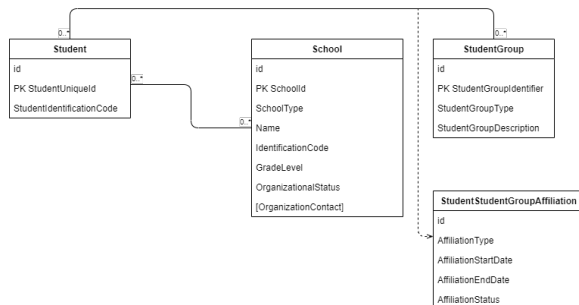 0..*
0..*
Student
id
PK StudentUniqueId
StudentIdentificationCode
0..*
0..*
School
id
PK SchoolId
SchoolType
Name
IdentificationCode
GradeLevel
OrganizationalStatus
[OrganizationContact]
StudentGroup
id
PK StudentGroupIdentifier
StudentGroupType
StudentGroupDescription
StudentStudentGroupAffiliation
id
AffiliationType
AffiliationStartDate
AffiliationEndDate
AffiliationStatus